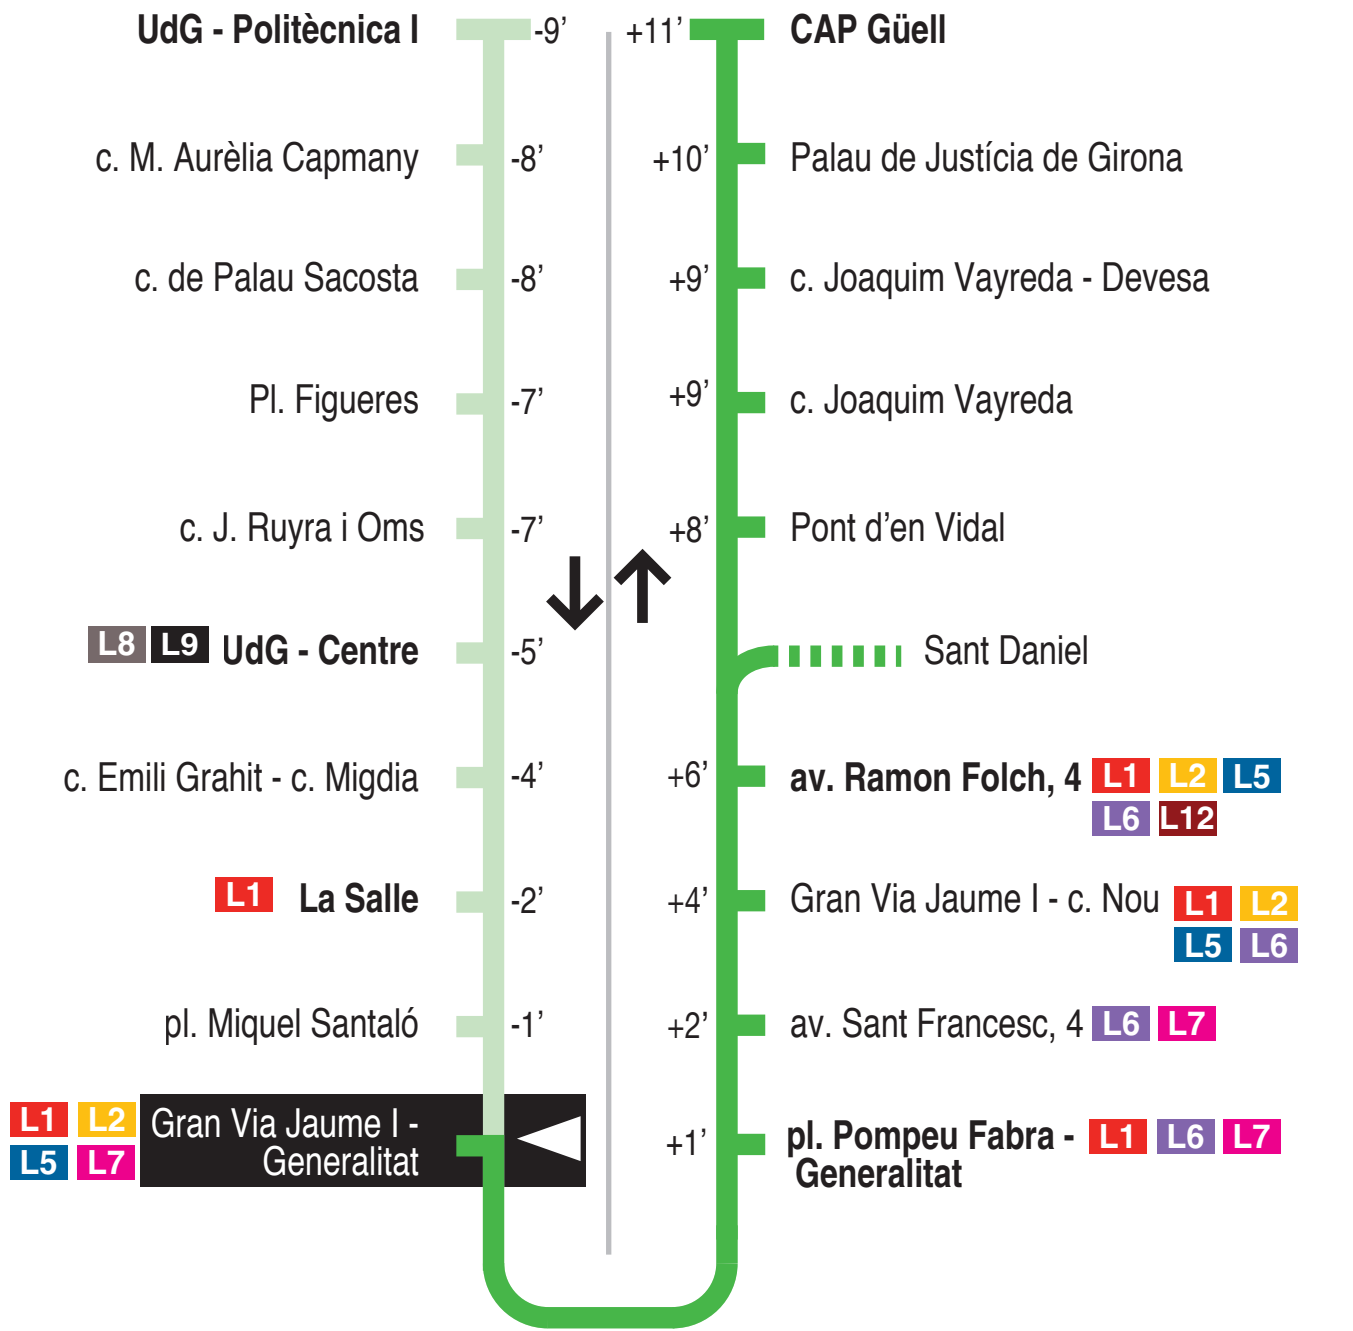 UdG - Politècnica I -9’
c. M. Aurèlia Capmany -8’
c. de Palau Sacosta -8’
Pl. Figueres -7’
c. J. Ruyra i Oms -7’
L8 L9 UdG - Centre -5’
c. Emili Grahit - c. Migdia -4’
L1 La Salle -2’
pl. Miquel Santaló -1’
L1 L2 Gran Via Jaume I -
L5 L7 Generalitat
+11’ CAP Güell
+10’ Palau de Justícia de Girona
+9’ c. Joaquim Vayreda - Devesa
+9’ c. Joaquim Vayreda
+8’ Pont d’en Vidal
Sant Daniel
+6’ av. Ramon Folch, 4 L1 L2 L5
L6 L12
+4’ Gran Via Jaume I - c. Nou L1 L2
L5 L6
+2’ av. Sant Francesc, 4 L6 L7
+1’ pl. Pompeu Fabra - L1 L6 L7
Generalitat